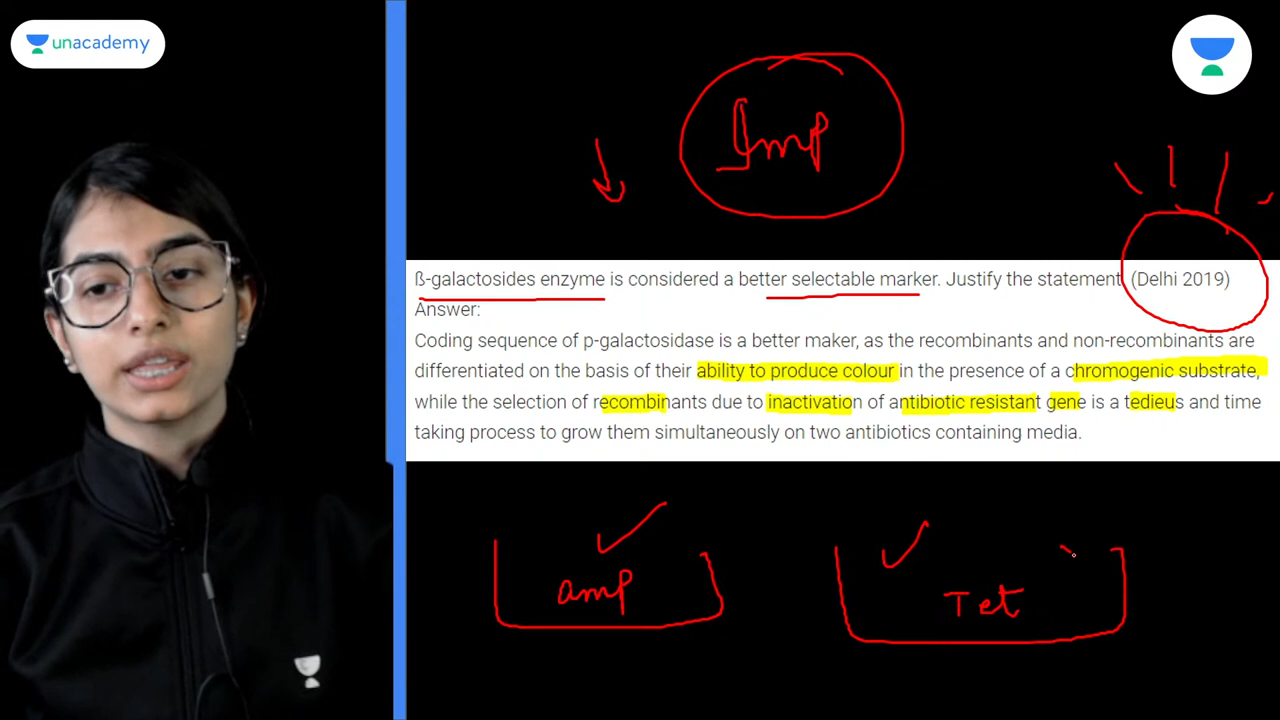 unacademy
Imp
ß-galactosides enzyme is considered a better selectable marker. Justify the statement. (Delhi 2019)
Answer:
Coding sequence of p-galactosidase is a better maker, as the recombinants and non-recombinants are
differentiated on the basis of their ability to produce colour in the presence of a chromogenic substrate,
while the selection of recombinants due to inactivation of antibiotic resistant gene is a tedieus and time
taking process to grow them simultaneously on two antibiotics containing media.
amp
Tet